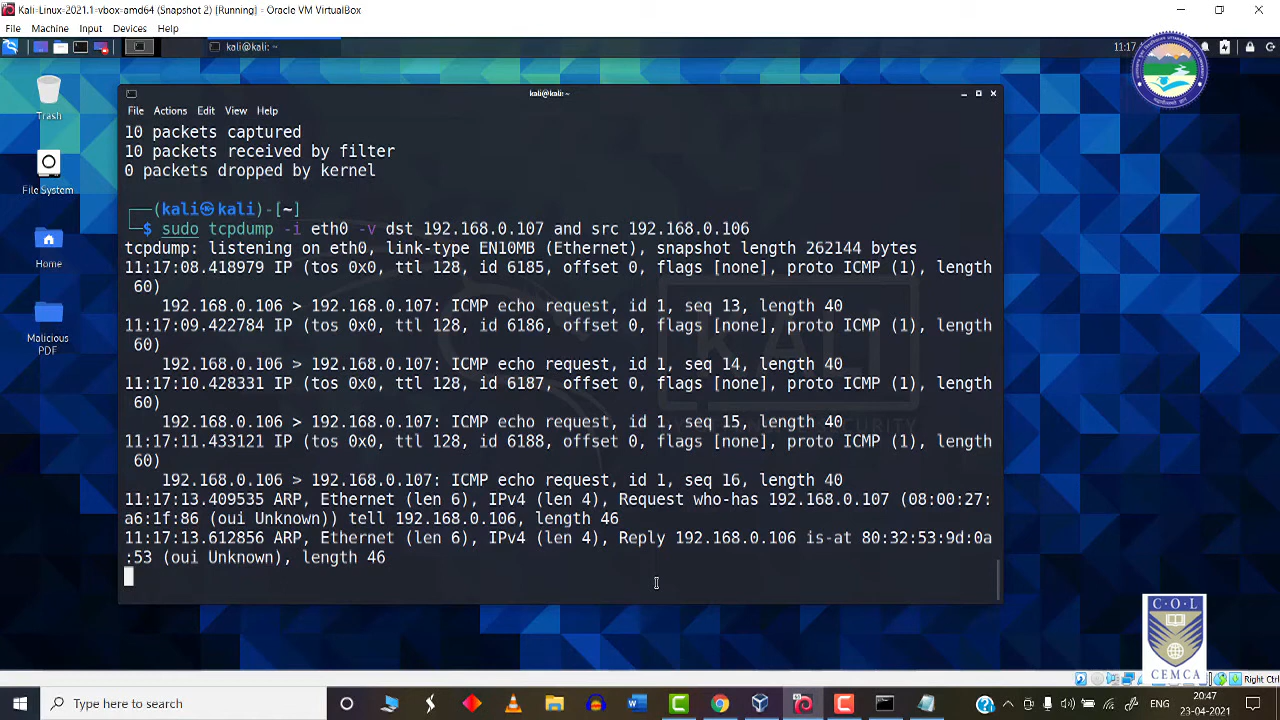 Kali-Linux-2021.1-vbox-amd64 (Snapshot 2) [Running] - Oracle VM VirtualBox
File Machine Input Devices Help
kali@kali: ~
11:17
kali@kali: ~
File Actions Edit View Help
Trash
File System
Home
Malicious
PDF
10 packets captured
10 packets received by filter
0 packets dropped by kernel
(kali㉿kali)-[~]
$ sudo tcpdump -i eth0 -v dst 192.168.0.107 and src 192.168.0.106
tcpdump: listening on eth0, link-type EN10MB (Ethernet), snapshot length 262144 bytes
11:17:08.418979 IP (tos 0x0, ttl 128, id 6185, offset 0, flags [none], proto ICMP (1), length
60)
192.168.0.106 > 192.168.0.107: ICMP echo request, id 1, seq 13, length 40
11:17:09.422784 IP (tos 0x0, ttl 128, id 6186, offset 0, flags [none], proto ICMP (1), length
60)
192.168.0.106 > 192.168.0.107: ICMP echo request, id 1, seq 14, length 40
11:17:10.428331 IP (tos 0x0, ttl 128, id 6187, offset 0, flags [none], proto ICMP (1), length
60)
192.168.0.106 > 192.168.0.107: ICMP echo request, id 1, seq 15, length 40
11:17:11.433121 IP (tos 0x0, ttl 128, id 6188, offset 0, flags [none], proto ICMP (1), length
60)
192.168.0.106 > 192.168.0.107: ICMP echo request, id 1, seq 16, length 40
11:17:13.409535 ARP, Ethernet (len 6), IPv4 (len 4), Request who-has 192.168.0.107 (08:00:27:
a6:1f:86 (oui Unknown)) tell 192.168.0.106, length 46
11:17:13.612856 ARP, Ethernet (len 6), IPv4 (len 4), Reply 192.168.0.106 is-at 80:32:53:9d:0a
:53 (oui Unknown), length 46
KALI
C·O·L
CEMCA
Right Ctrl
Type here to search
ENG
20:47
23-04-2021